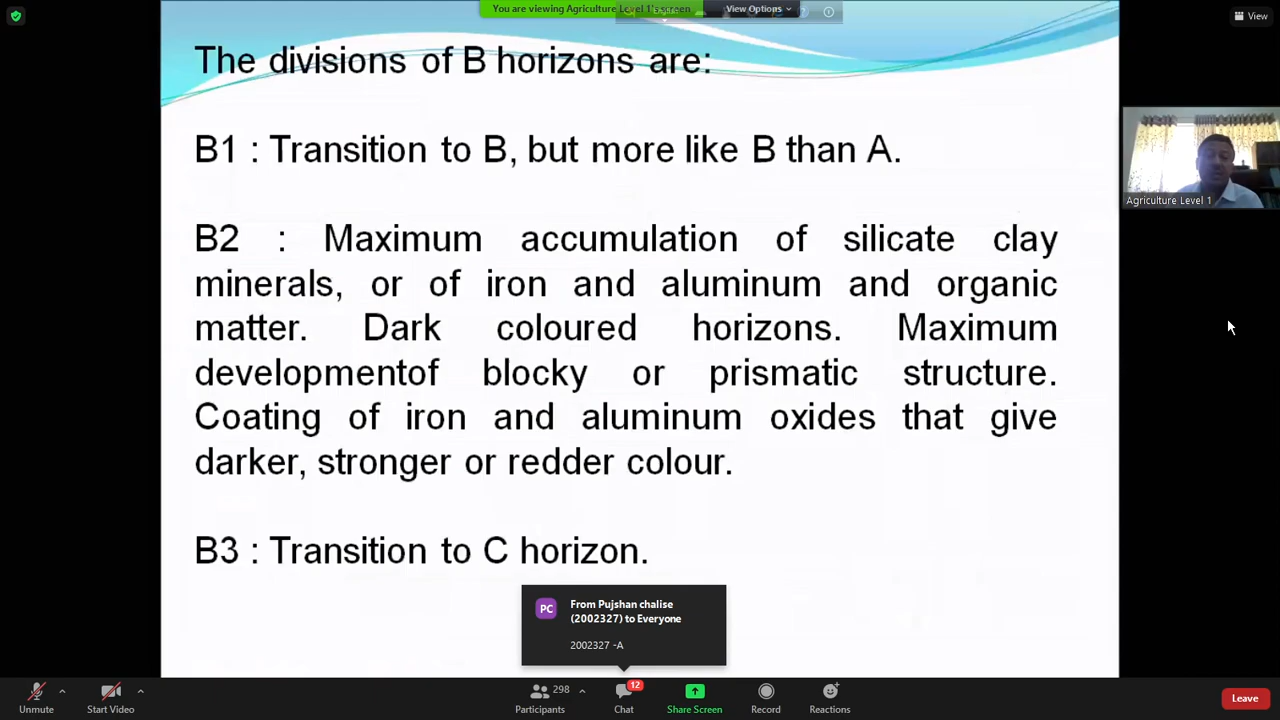 You are viewing Agriculture Level 1's screen
View Options
View
The divisions of B horizons are:
B1 : Transition to B, but more like B than A.
Agriculture Level 1
B2 : Maximum accumulation of silicate clay
minerals, or of iron and aluminum and organic
matter. Dark coloured horizons. Maximum
developmentof blocky or prismatic structure.
Coating of iron and aluminum oxides that give
darker, stronger or redder colour.
B3 : Transition to C horizon.
PC
From Pujshan chalise
(2002327) to Everyone
2002327 -A
Unmute
Start Video
298
Participants
12
Chat
Share Screen
Record
Reactions
Leave